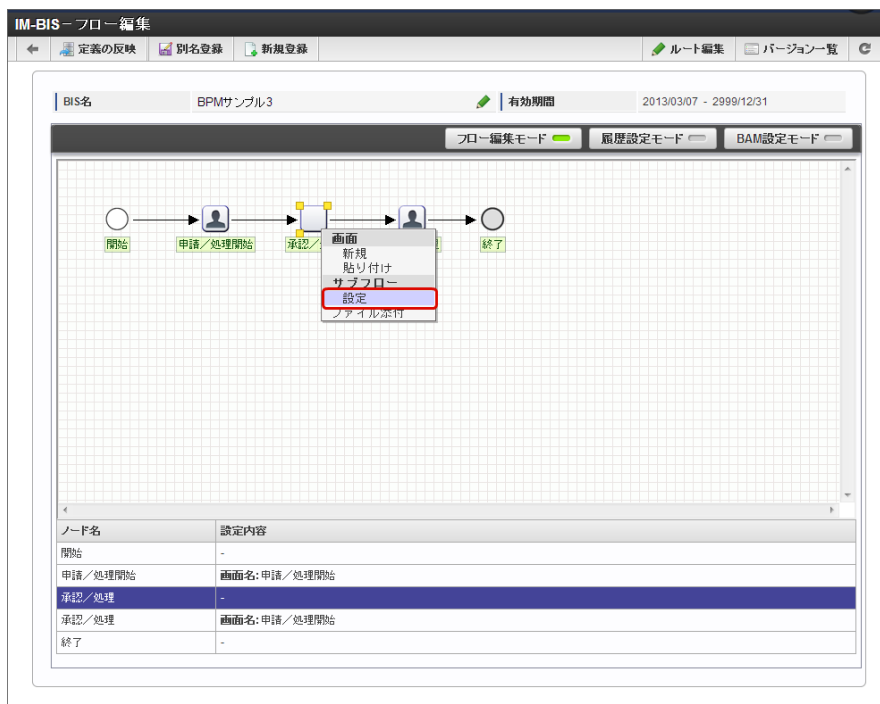 IM-BIS－フロー編集
定義の反映 別名登録 新規登録 ルート編集 バージョン一覧
BIS名 BPMサンプル3 有効期間 2013/03/07 - 2999/12/31
フロー編集モード 履歴設定モード BAM設定モード
開始 申請／処理開始 承認／ 終了
画面
新規
貼り付け
サブフロー
設定
ファイル添付
ノード名 設定内容
開始 -
申請／処理開始 画面名:申請／処理開始
承認／処理 -
承認／処理 画面名:申請／処理開始
終了 -